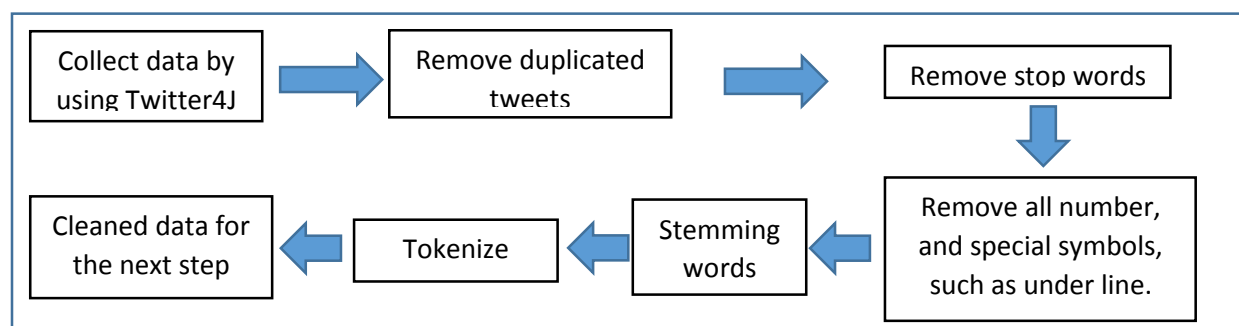 Collect data by
using Twitter4J
Remove duplicated
tweets
Remove stop words
Remove all number,
and special symbols,
such as under line.
Stemming
words
Tokenize
Cleaned data for
the next step